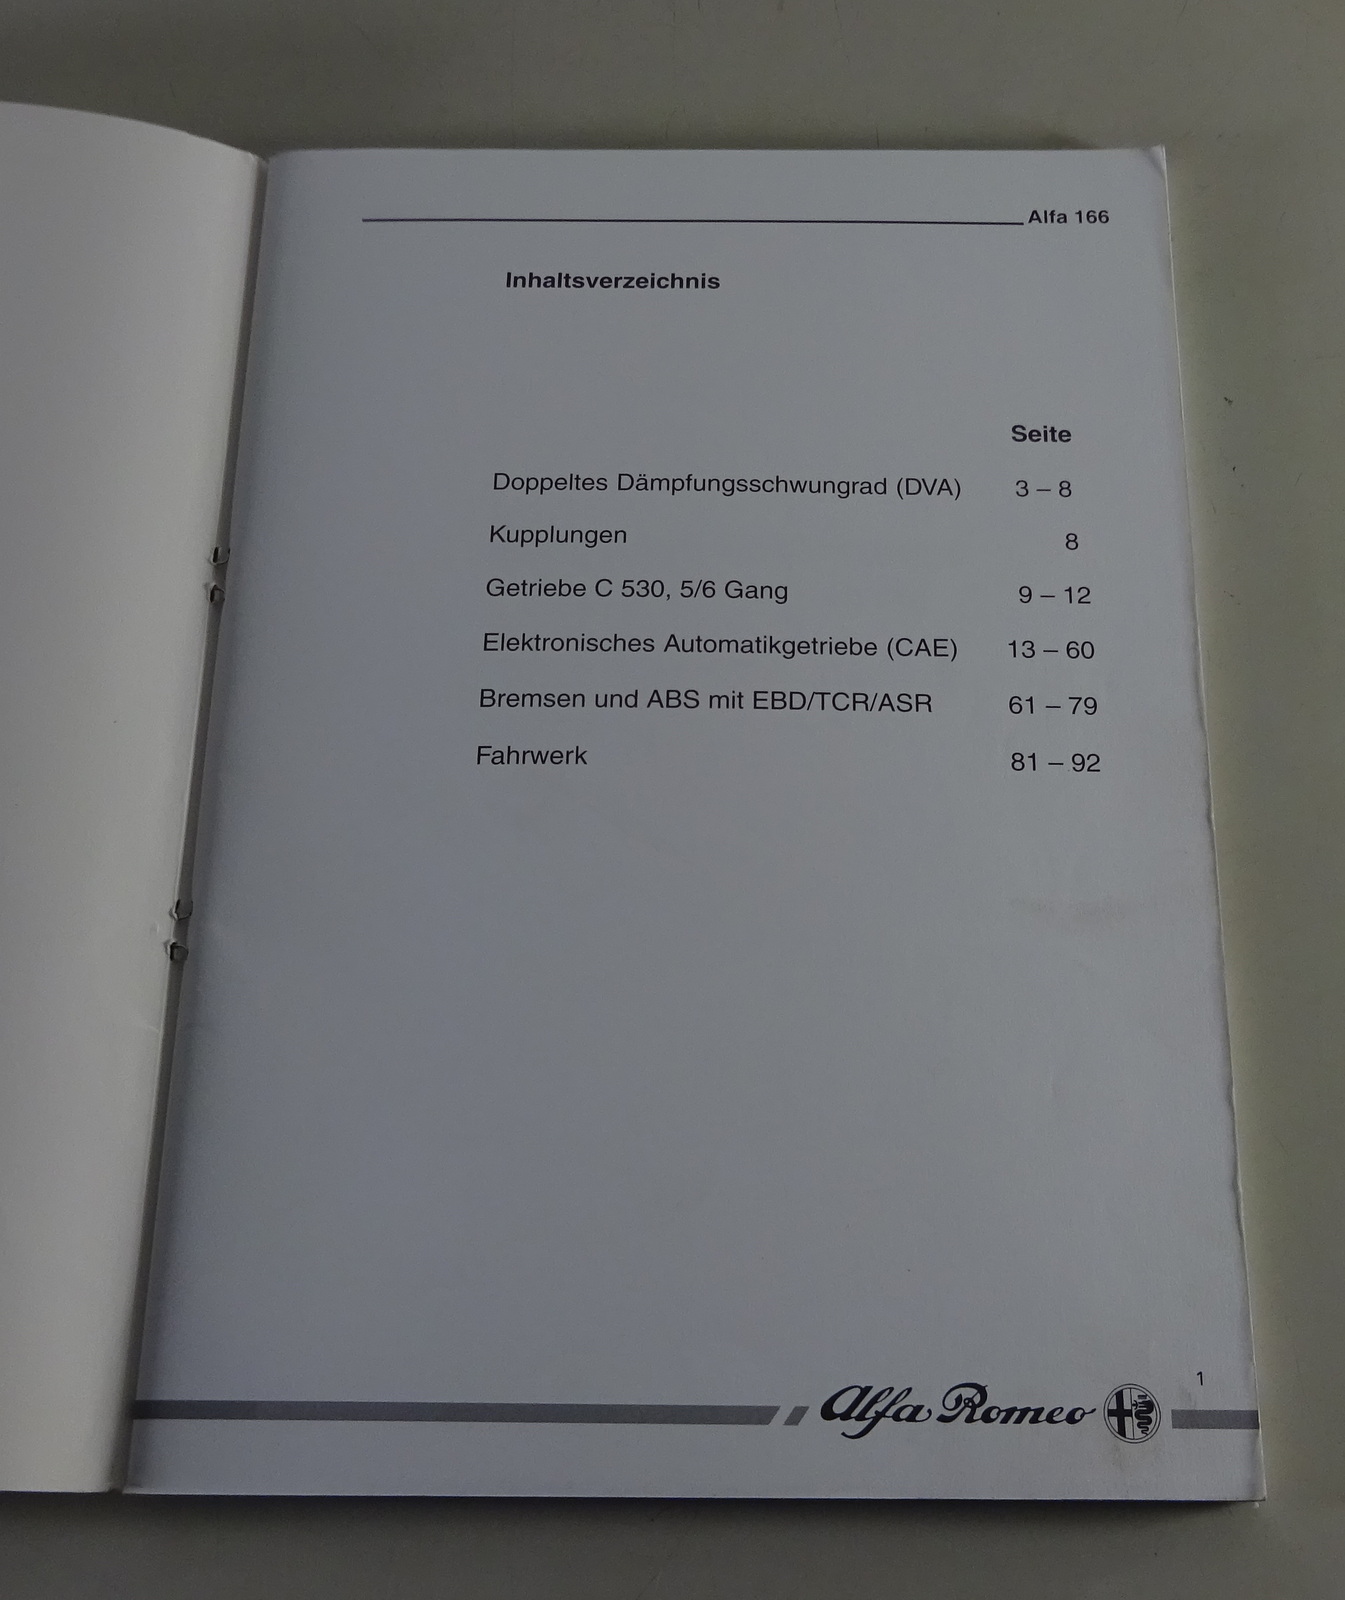 Alfa 166
Inhaltsverzeichnis
Seite
Doppeltes Dämpfungsschwungrad (DVA) 3 – 8
Kupplungen 8
Getriebe C 530, 5/6 Gang 9 – 12
Elektronisches Automatikgetriebe (CAE) 13 – 60
Bremsen und ABS mit EBD/TCR/ASR 61 – 79
Fahrwerk 81 – 92
1
Alfa Romeo